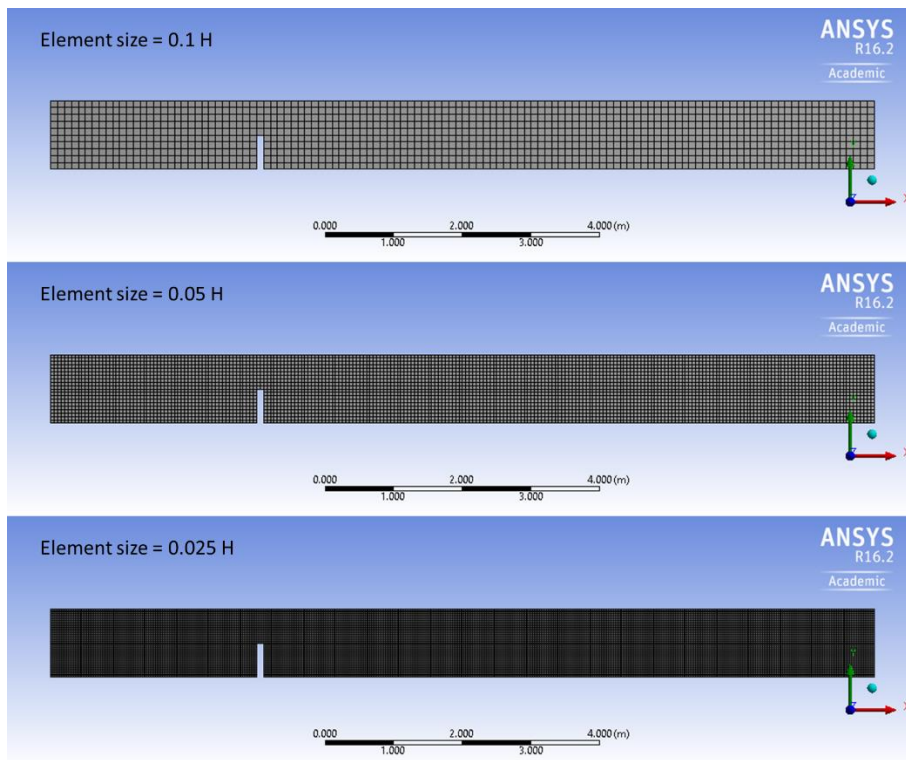 Element size = 0.1 H
ANSYS
R16.2
Academic
Y
X
0.000 2.000 4.000 (m)
1.000 3.000
Element size = 0.05 H
ANSYS
R16.2
Academic
X
0.000 2.000 4.000 (m)
1.000 3.000
Element size = 0.025 H
ANSYS
R16.2
Academic
Y
X
0.000 2.000 4.000 (m)
1.000 3.000